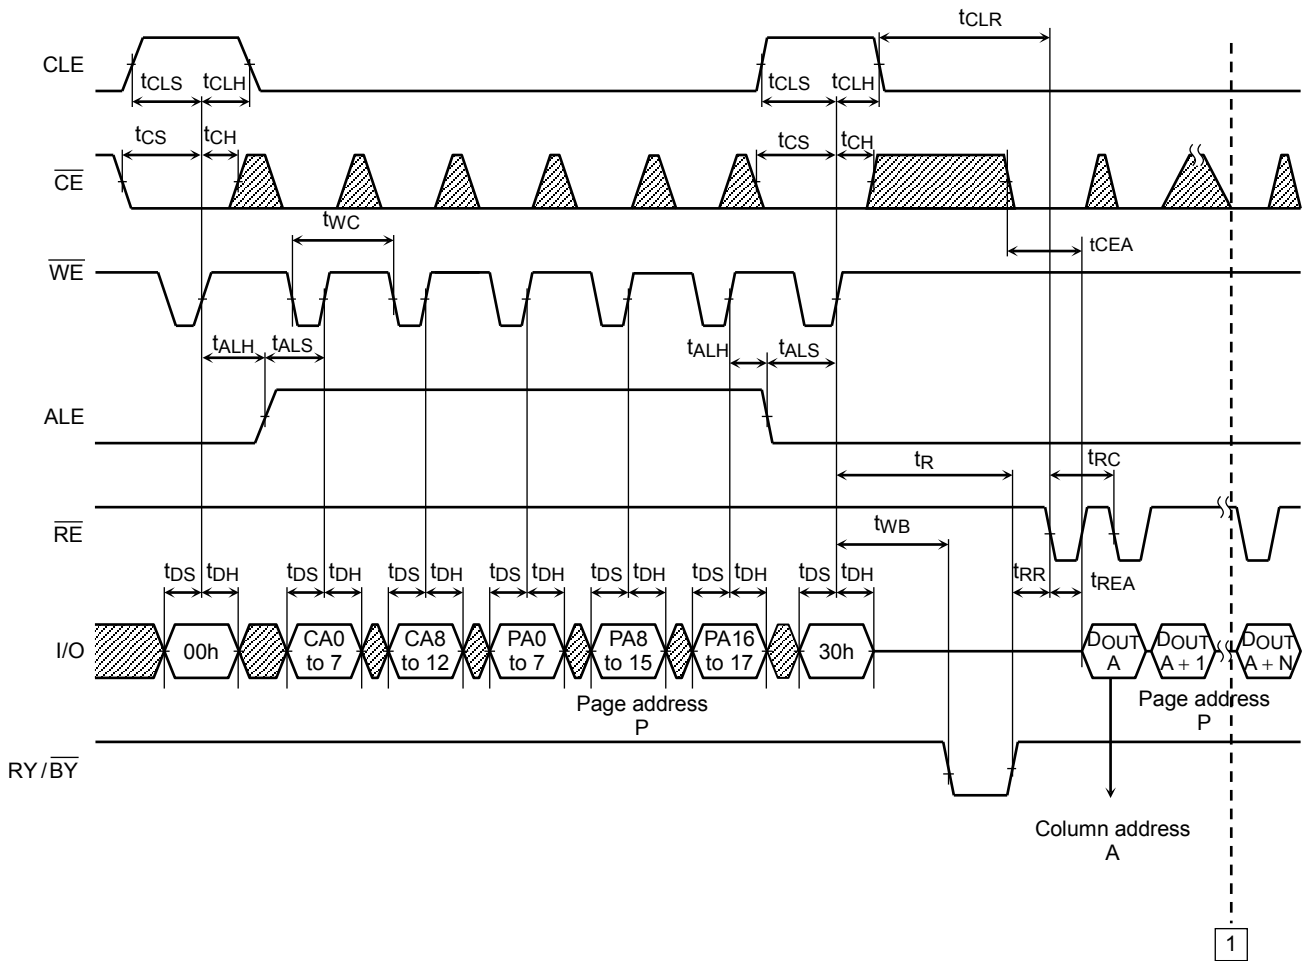 tCLR
CLE
tCLS tCLH tCLS tCLH
tCS tCH tCS tCH
CE
tWC tCEA
WE
tALH tALS tALH tALS
ALE
tR tRC
RE
tWB
tDS tDH tDS tDH tDS tDH tDS tDH tDS tDH tDS tDH tDS tDH tRR tREA
I/O 00h CA0 to 7 CA8 to 12 PA0 to 7 PA8 to 15 PA16 to 17 30h DOUT A DOUT A + 1 DOUT A + N
Page address P
Page address P
RY/BY
Column address
A
1